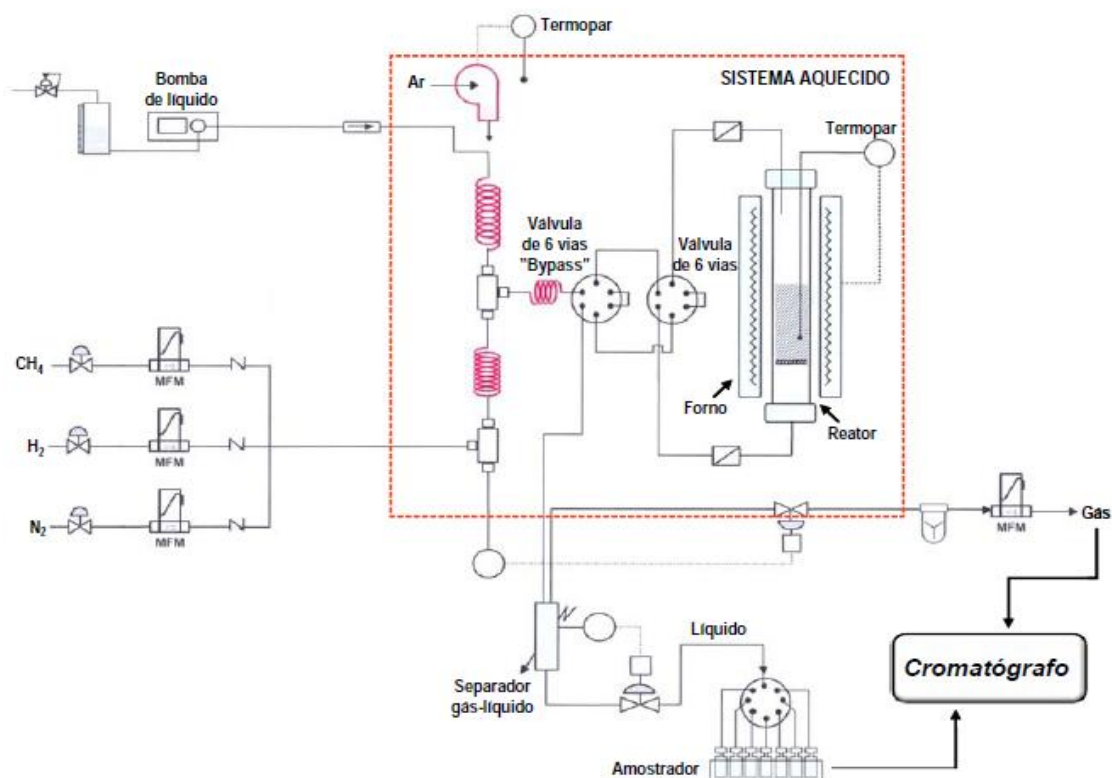 Termopar
Ar
SISTEMA AQUECIDO
Bomba
de líquido
Termopar
Válvula
de 6 vias
"Bypass"
Válvula
de 6 vias
CH₄
MFM
H₂
MFM
N₂
MFM
Forno
Reator
MFM
Gás
Líquido
Separador
gás-líquido
Cromatógrafo
Amostrador